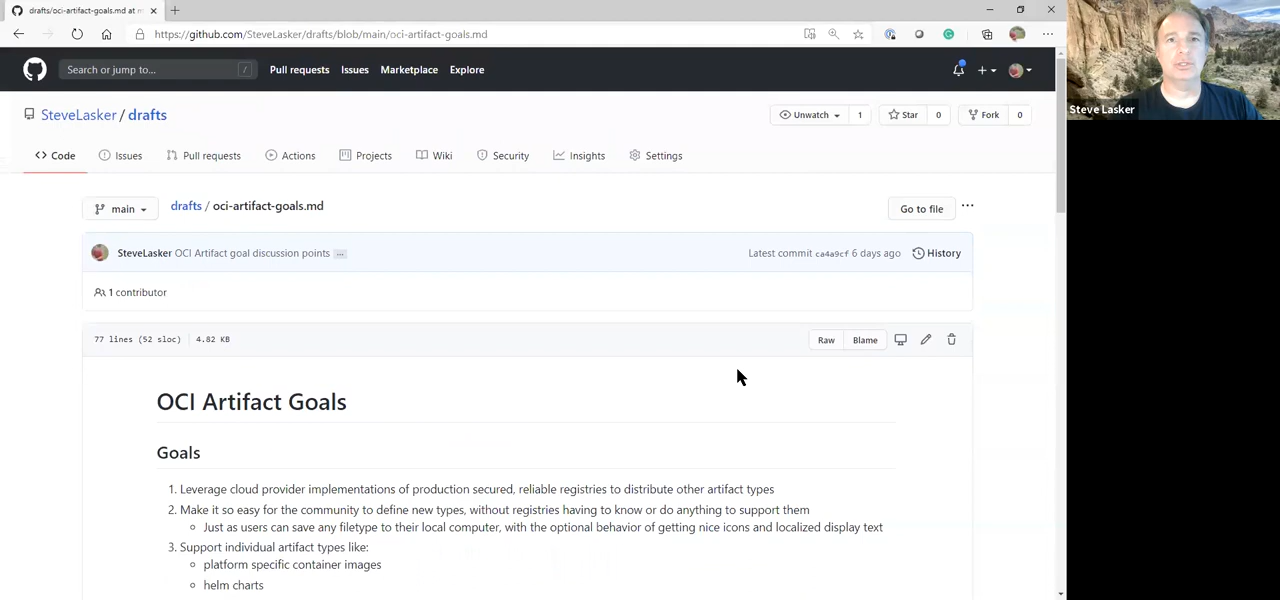 drafts/oci-artifact-goals.md at m
https://github.com/SteveLasker/drafts/blob/main/oci-artifact-goals.md
Search or jump to...
/
Pull requests
Issues
Marketplace
Explore
SteveLasker / drafts
Unwatch 1
Star 0
Fork 0
Code
Issues
Pull requests
Actions
Projects
Wiki
Security
Insights
Settings
main
drafts / oci-artifact-goals.md
Go to file
SteveLasker OCI Artifact goal discussion points
Latest commit ca4a9cf 6 days ago
History
1 contributor
77 lines (52 sloc) 4.82 KB
Raw
Blame
OCI Artifact Goals
Goals
1. Leverage cloud provider implementations of production secured, reliable registries to distribute other artifact types
2. Make it so easy for the community to define new types, without registries having to know or do anything to support them
Just as users can save any filetype to their local computer, with the optional behavior of getting nice icons and localized display text
3. Support individual artifact types like:
platform specific container images
helm charts
Steve Lasker